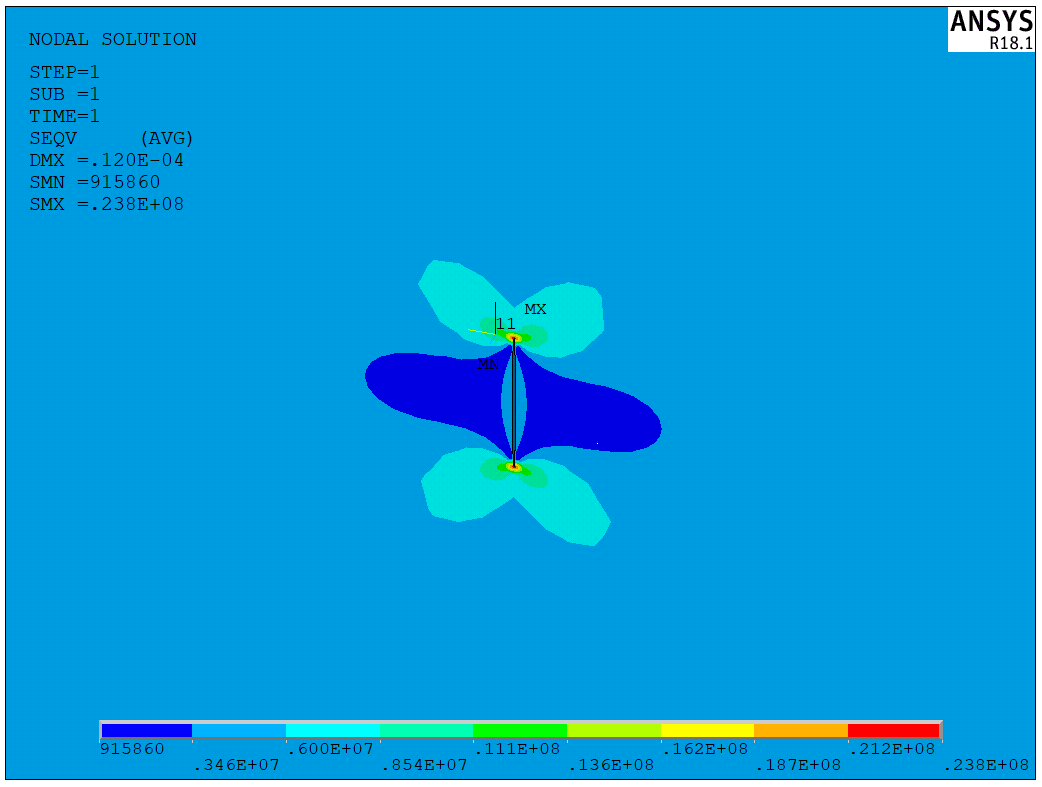 ANSYS
R18.1
NODAL SOLUTION
STEP=1
SUB =1
TIME=1
SEQV (AVG)
DMX =.120E-04
SMN =915860
SMX =.238E+08
MX
11
MN
915860 .600E+07 .111E+08 .162E+08 .212E+08
.346E+07 .854E+07 .136E+08 .187E+08 .238E+08